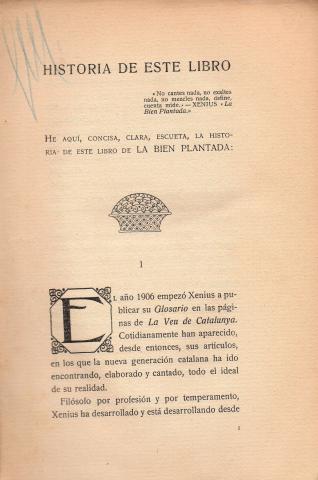 HISTORIA DE ESTE LIBRO
«No cantes nada, no exaltes
nada, no mezcles nada, define,
cuenta mide.» — XENIUS «La
Bien Plantada.»
HE AQUÍ, CONCISA, CLARA, ESCUETA, LA HISTO-
RIA DE ESTE LIBRO DE LA BIEN PLANTADA:
I
EL año 1906 empezó Xenius a pu-
blicar su Glosario en las pági-
nas de La Veu de Catalunya.
Cotidianamente han aparecido,
desde entonces, sus artículos,
en los que la nueva generación catalana ha ido
encontrando, elaborado y cantado, todo el ideal
de su realidad.
Filósofo por profesión y por temperamento,
Xenius ha desarrollado y está desarrollando desde